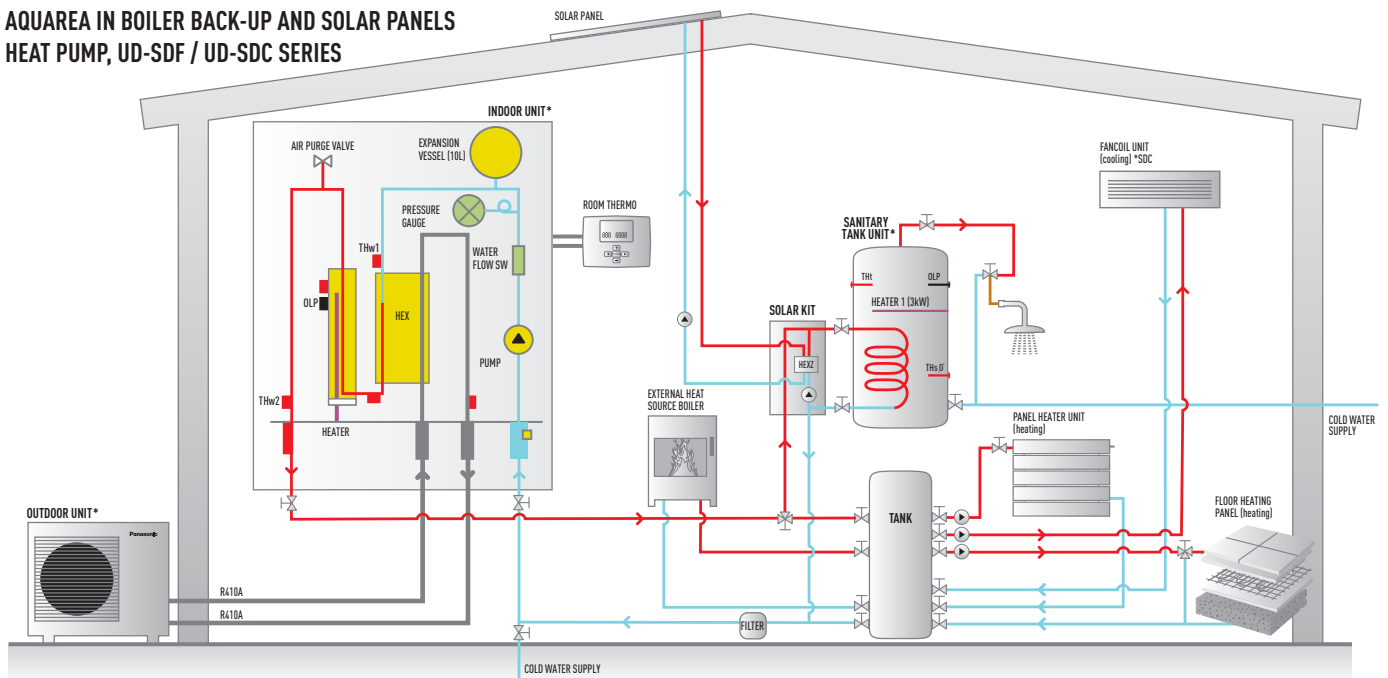 AQUAREA IN BOILER BACK-UP AND SOLAR PANELS
HEAT PUMP, UD-SDF / UD-SDC SERIES
SOLAR PANEL
INDOOR UNIT*
AIR PURGE VALVE
EXPANSION
VESSEL (10L)
PRESSURE
GAUGE
THw1
WATER
FLOW SW
OLP
HEX
PUMP
THw2
HEATER
ROOM THERMO
SANITARY
TANK UNIT*
THt
OLP
HEATER 1 (3kW)
THs
SOLAR KIT
HEXZ
FANCOIL UNIT
(cooling) *SDC
EXTERNAL HEAT
SOURCE BOILER
COLD WATER
SUPPLY
PANEL HEATER UNIT
(heating)
TANK
FLOOR HEATING
PANEL (heating)
OUTDOOR UNIT*
Panasonic
R410A
R410A
FILTER
COLD WATER SUPPLY